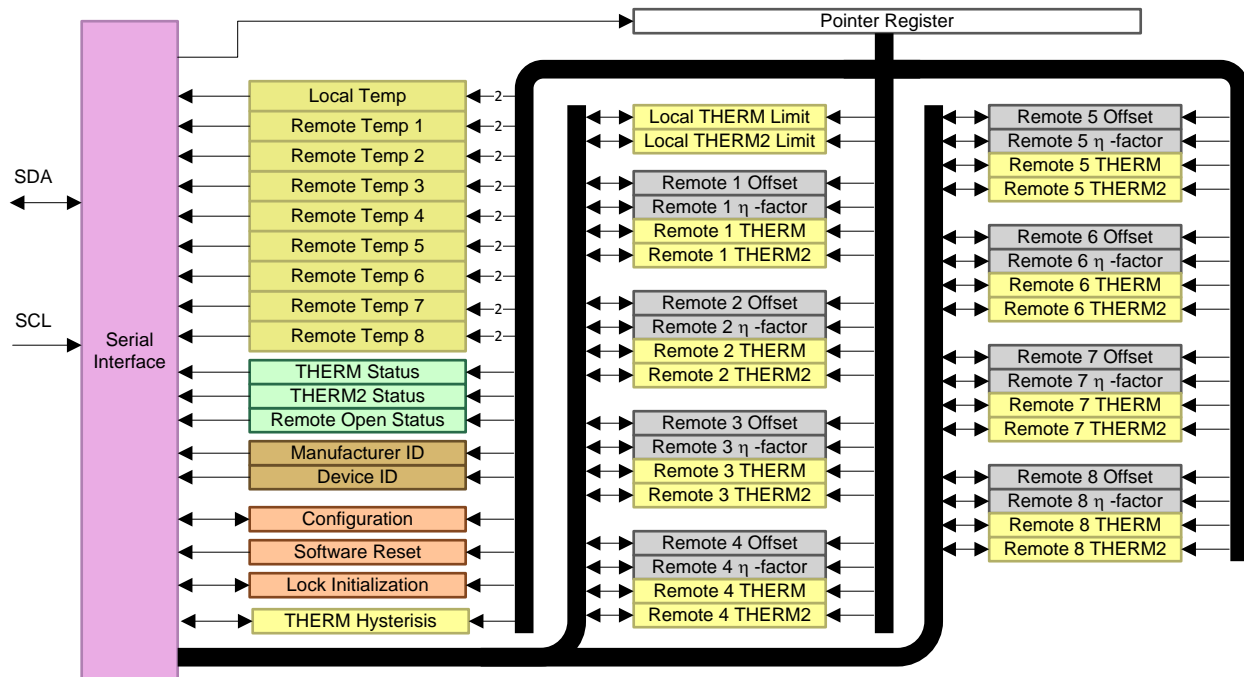 Pointer Register
SDA
SCL
Serial
Interface
Local Temp
2
Remote Temp 1
2
Remote Temp 2
2
Remote Temp 3
2
Remote Temp 4
2
Remote Temp 5
2
Remote Temp 6
2
Remote Temp 7
2
Remote Temp 8
2
THERM Status
THERM2 Status
Remote Open Status
Manufacturer ID
Device ID
Configuration
Software Reset
Lock Initialization
THERM Hysterisis
Local THERM Limit
Local THERM2 Limit
Remote 1 Offset
Remote 1 η -factor
Remote 1 THERM
Remote 1 THERM2
Remote 2 Offset
Remote 2 η -factor
Remote 2 THERM
Remote 2 THERM2
Remote 3 Offset
Remote 3 η -factor
Remote 3 THERM
Remote 3 THERM2
Remote 4 Offset
Remote 4 η -factor
Remote 4 THERM
Remote 4 THERM2
Remote 5 Offset
Remote 5 η -factor
Remote 5 THERM
Remote 5 THERM2
Remote 6 Offset
Remote 6 η -factor
Remote 6 THERM
Remote 6 THERM2
Remote 7 Offset
Remote 7 η -factor
Remote 7 THERM
Remote 7 THERM2
Remote 8 Offset
Remote 8 η -factor
Remote 8 THERM
Remote 8 THERM2